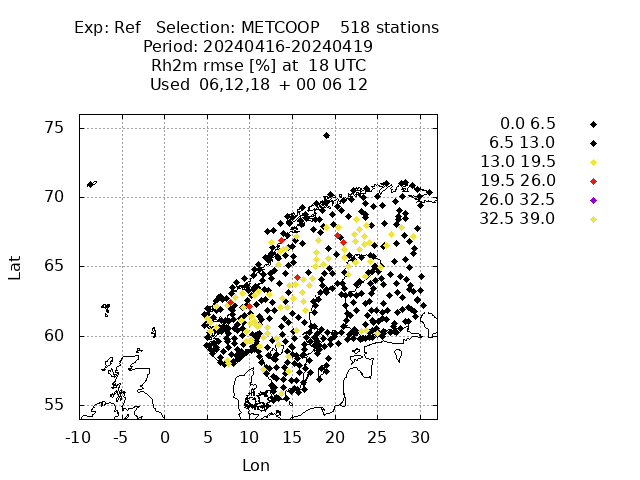 Exp: Ref   Selection: METCOOP    518 stations
Period: 20240416-20240419
Rh2m rmse [%] at  18 UTC
Used  06,12,18  + 00 06 12
0.0 6.5
6.5 13.0
13.0 19.5
19.5 26.0
26.0 32.5
32.5 39.0
75
70
65
60
55
Lat
-10 -5 0 5 10 15 20 25 30
Lon